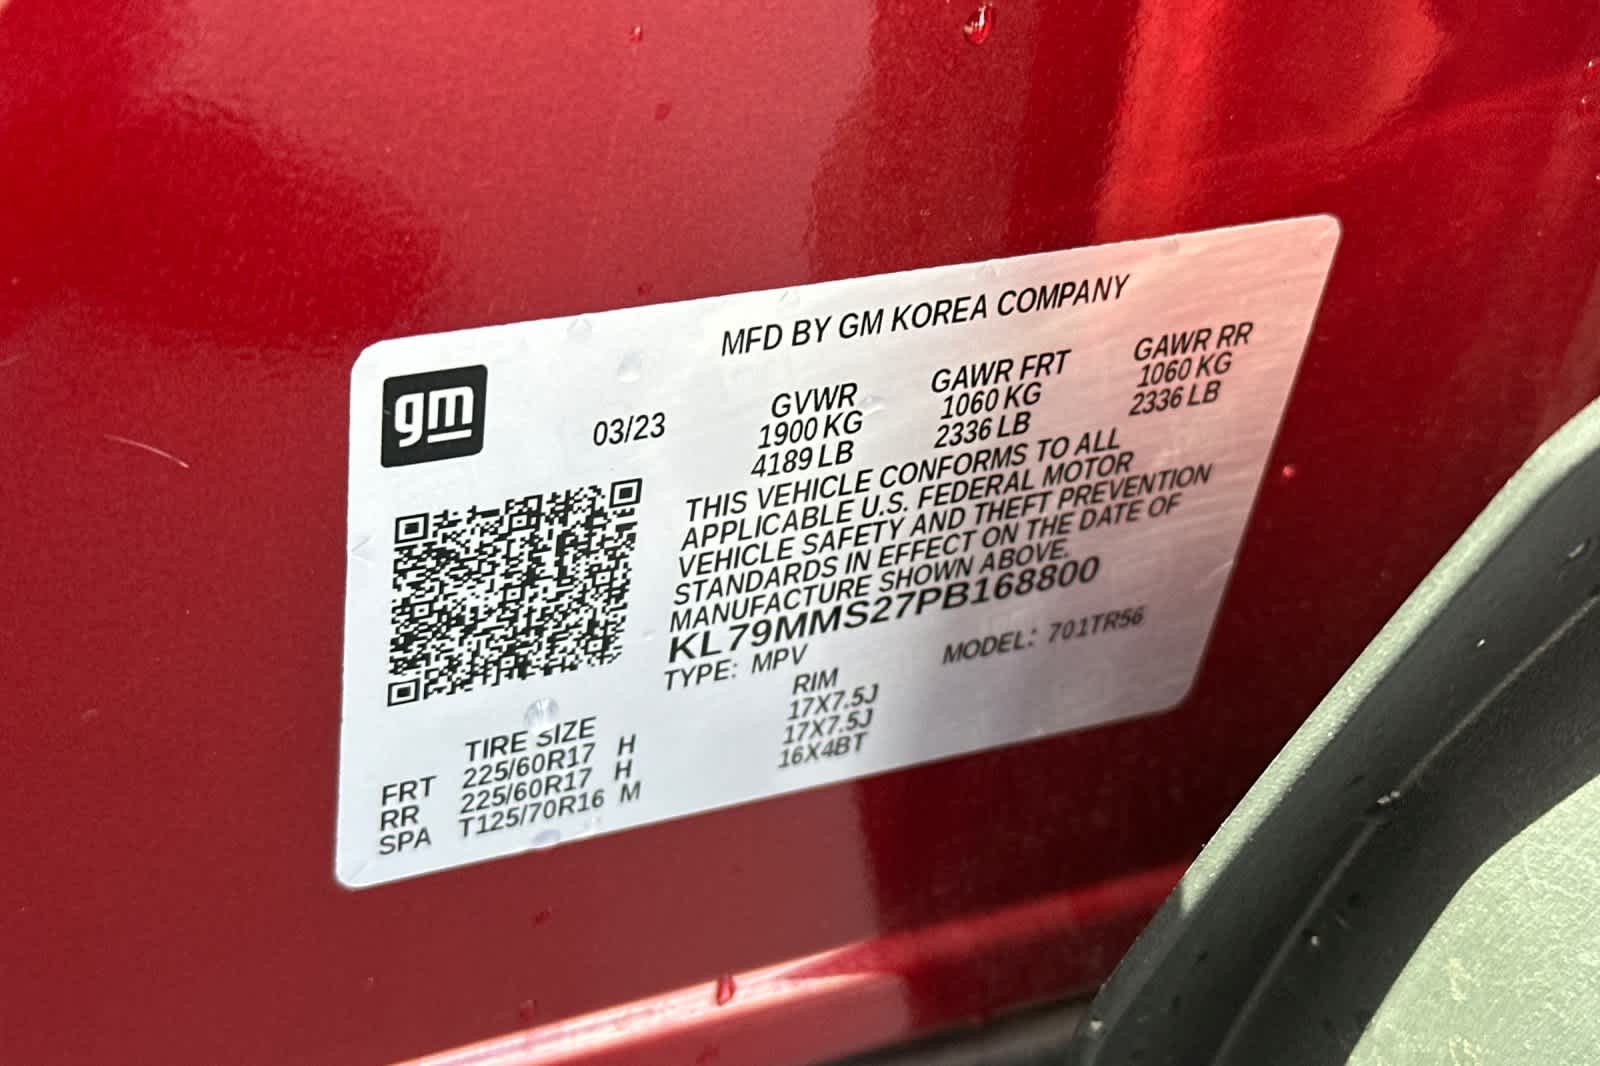 MFD BY GM KOREA COMPANY
gm
03/23
GVWR GAWR FRT GAWR RR
1900 KG 1060 KG 1060 KG
4189 LB 2336 LB 2336 LB
THIS VEHICLE CONFORMS TO ALL
APPLICABLE U.S. FEDERAL MOTOR
VEHICLE SAFETY AND THEFT PREVENTION
STANDARDS IN EFFECT ON THE DATE OF
MANUFACTURE SHOWN ABOVE.
KL79MMS27PB168800
TYPE: MPV MODEL: 701TR56
TIRE SIZE RIM
FRT 225/60R17 H 17X7.5J
RR 225/60R17 H 17X7.5J
SPA T125/70R16 M 16X4BT